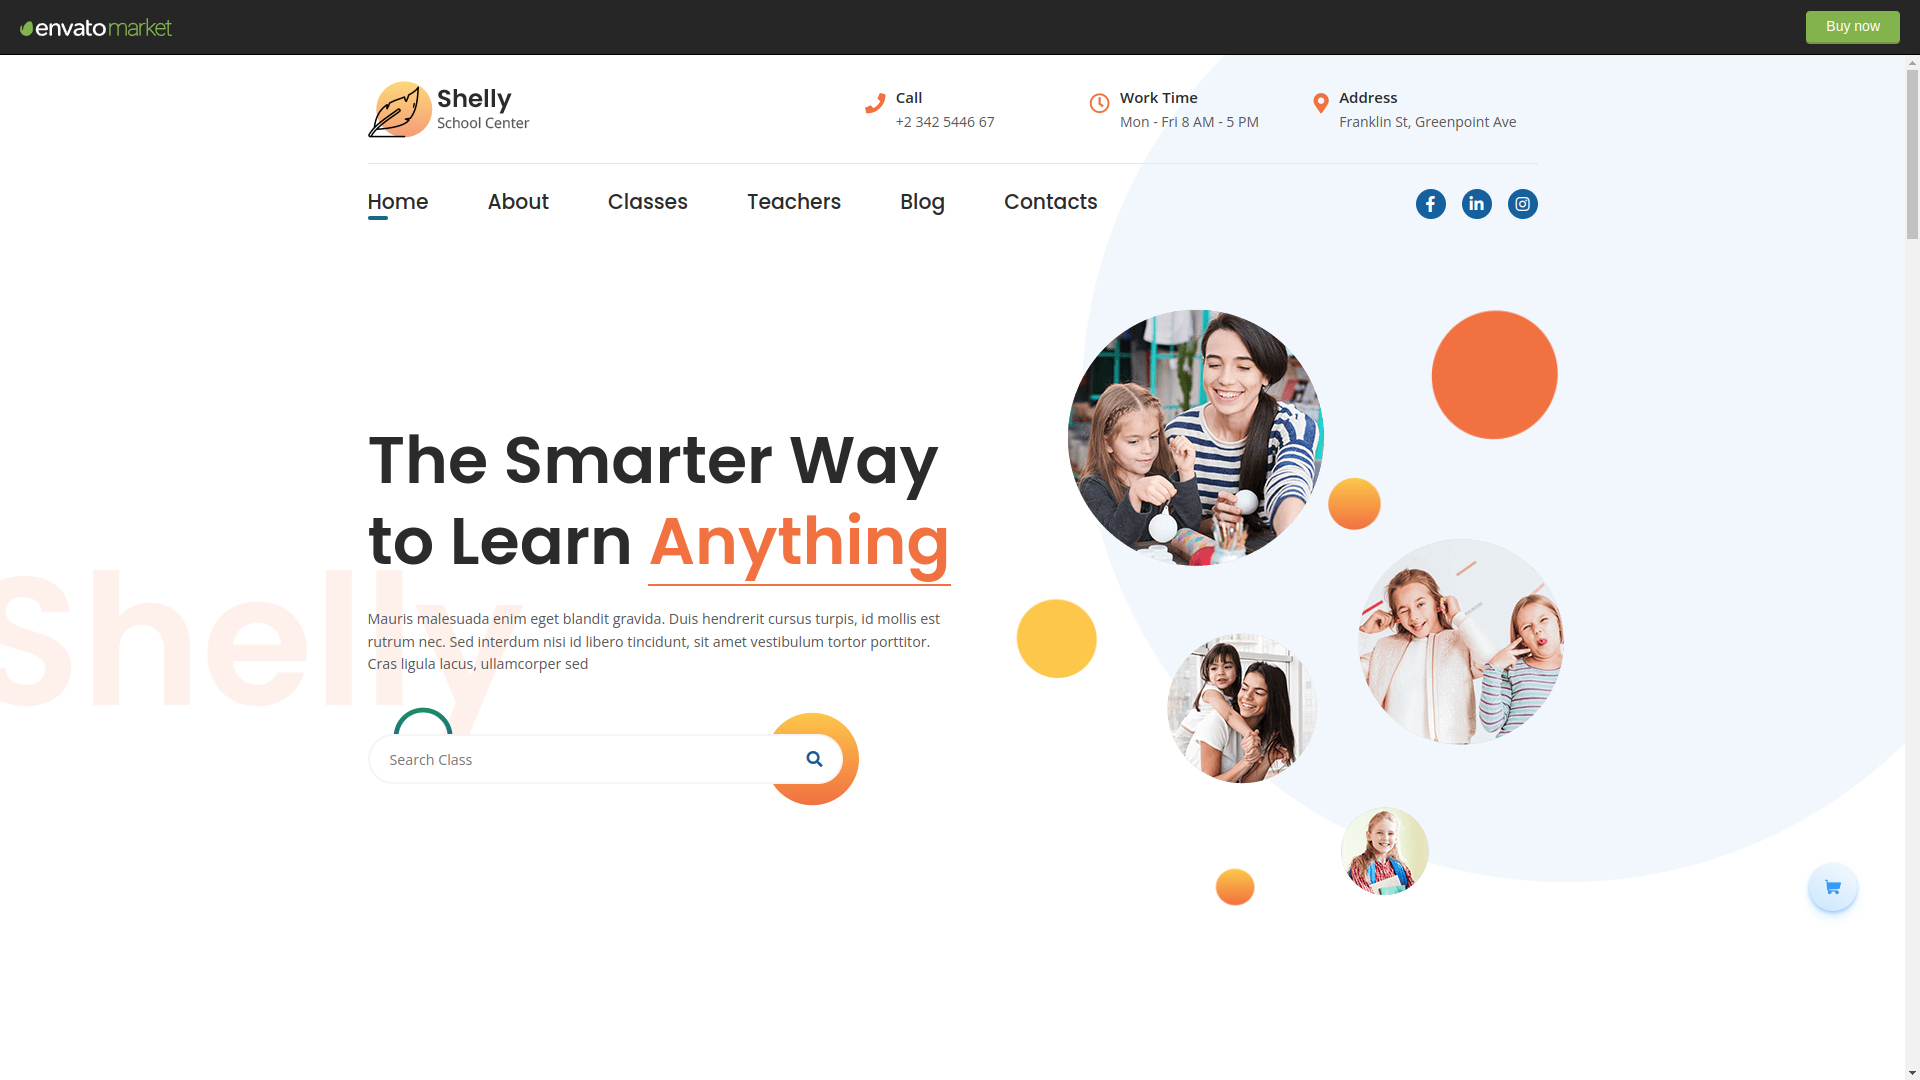 envato market
Buy now
Shelly
School Center
Call
+2 342 5446 67
Work Time
Mon - Fri 8 AM - 5 PM
Address
Franklin St, Greenpoint Ave
Home
About
Classes
Teachers
Blog
Contacts
The Smarter Way
to Learn Anything
Shelly
Mauris malesuada enim eget blandit gravida. Duis hendrerit cursus turpis, id mollis est
rutrum nec. Sed interdum nisi id libero tincidunt, sit amet vestibulum tortor porttitor.
Cras ligula lacus, ullamcorper sed
Search Class